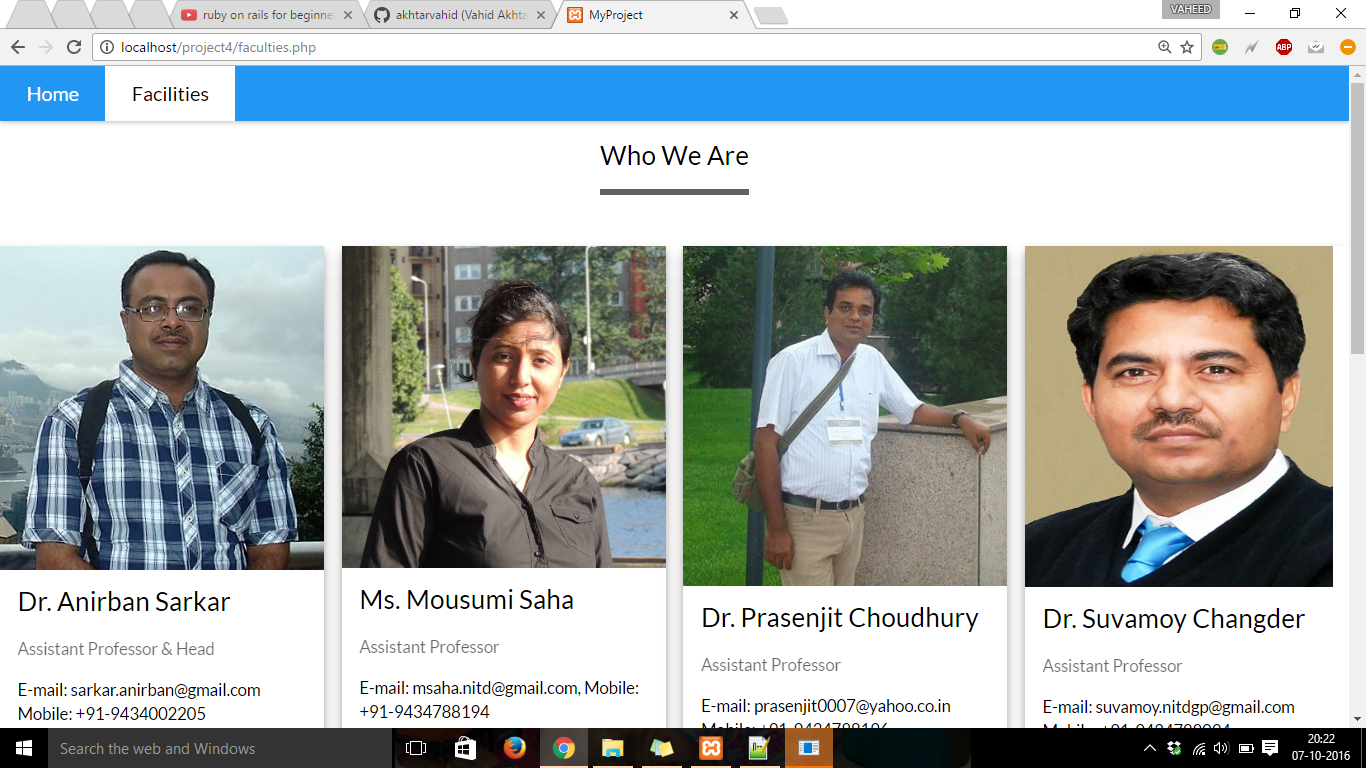 ruby on rails for beginne
akhtarvahid (Vahid Akhta
MyProject
VAHEED
localhost/project4/faculties.php
ABP
Home
Facilities
Who We Are
Dr. Anirban Sarkar
Assistant Professor & Head
E-mail: sarkar.anirban@gmail.com
Mobile: +91-9434002205
Ms. Mousumi Saha
Assistant Professor
E-mail: msaha.nitd@gmail.com, Mobile:
+91-9434788194
Dr. Prasenjit Choudhury
Assistant Professor
E-mail: prasenjit0007@yahoo.co.in
Dr. Suvamoy Changder
Assistant Professor
E-mail: suvamoy.nitdgp@gmail.com
Search the web and Windows
20:22
07-10-2016